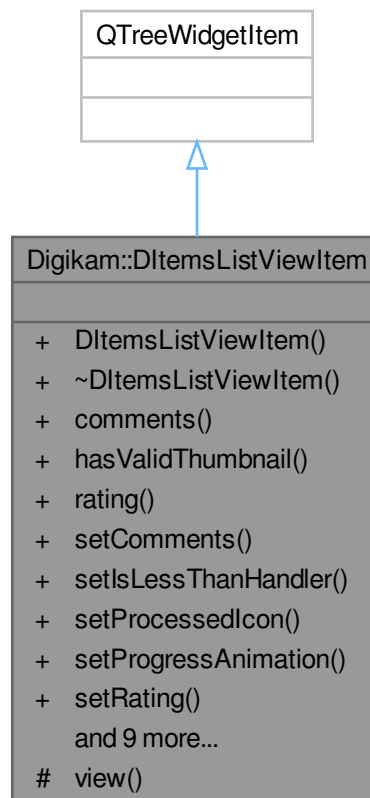 QTreeWidgetItem
Digikam::DItemsListViewItem
+ DItemsListViewItem()
+ ~DItemsListViewItem()
+ comments()
+ hasValidThumbnail()
+ rating()
+ setComments()
+ setIsLessThanHandler()
+ setProcessedIcon()
+ setProgressAnimation()
+ setRating()
and 9 more...
# view()